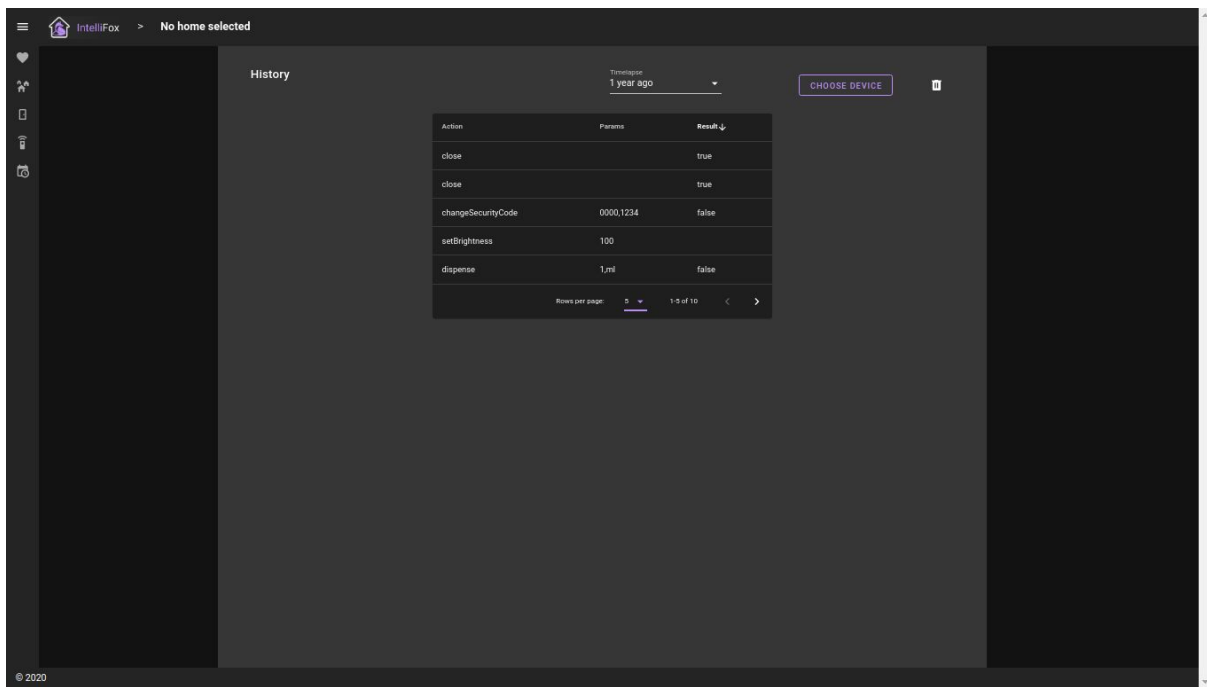 IntelliFox > No home selected
History
Timelapse
1 year ago
CHOOSE DEVICE
Action Params Result
close true
close true
changeSecurityCode 0000,1234 false
setBrightness 100
dispense 1,ml false
Rows per page: 5 1-5 of 10
© 2020